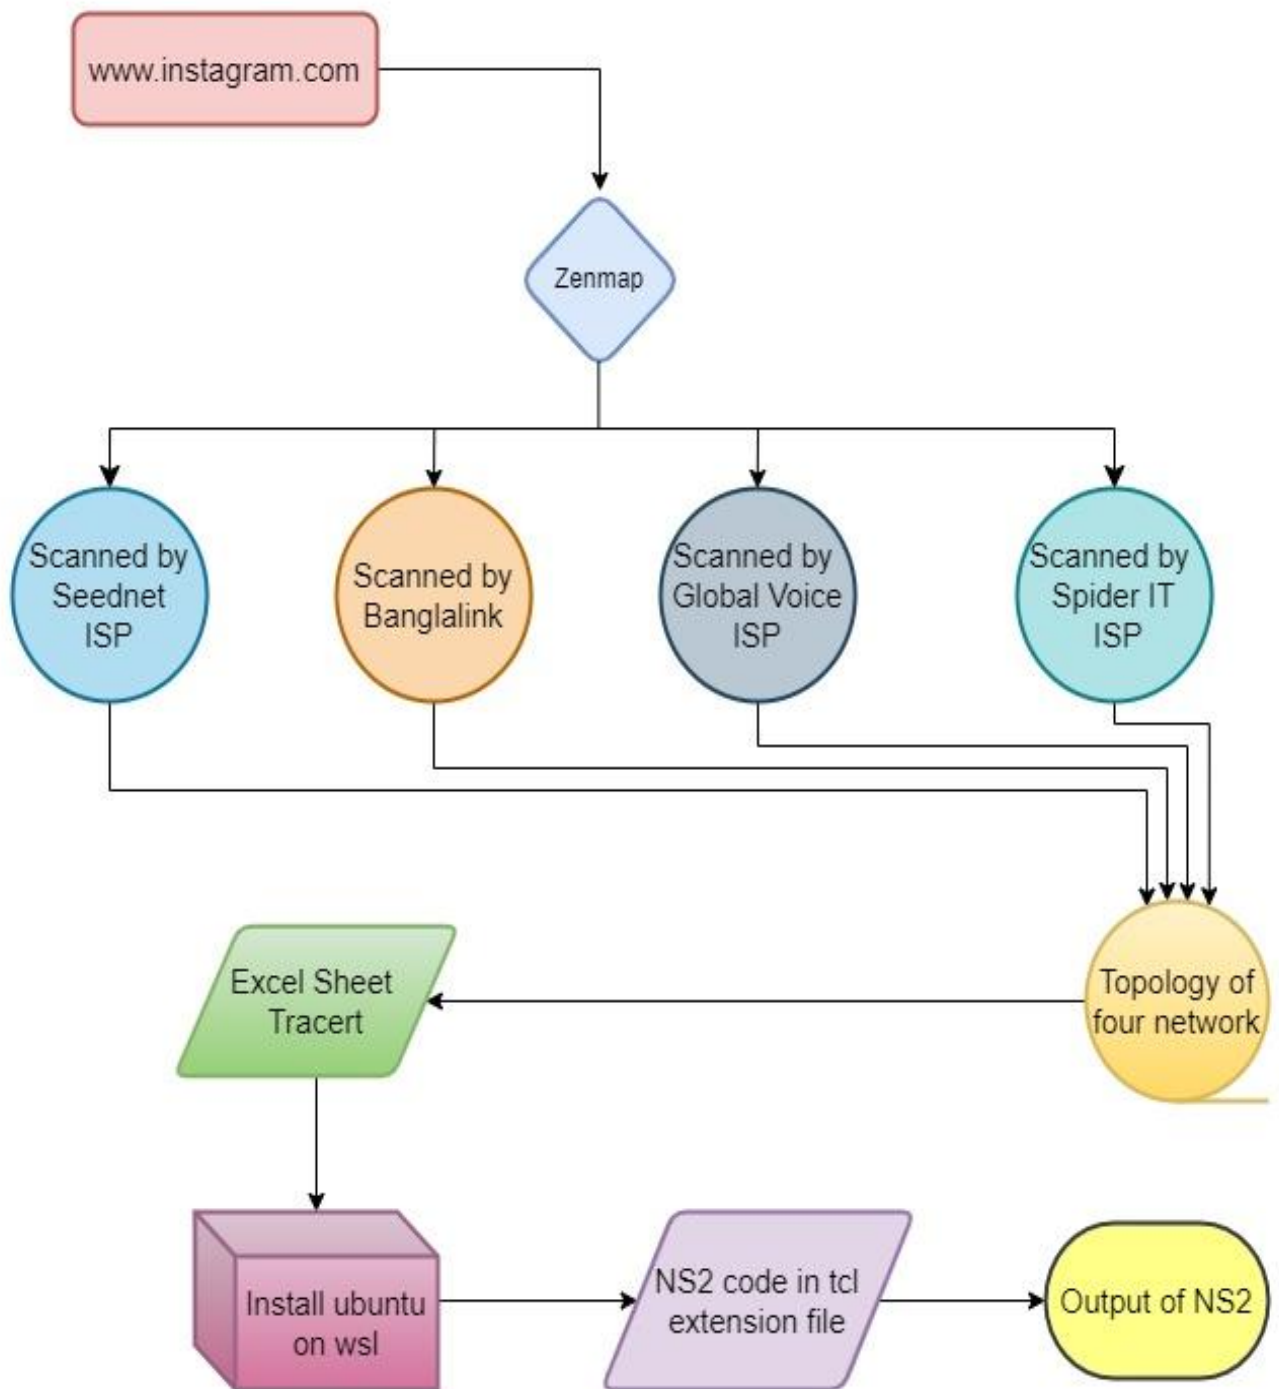 www.instagram.com
Zenmap
Scanned by
Seednet
ISP
Scanned by
Banglalink
Scanned by
Global Voice
ISP
Scanned by
Spider IT
ISP
Topology of
four network
Excel Sheet
Tracert
Install ubuntu
on wsl
NS2 code in tcl
extension file
Output of NS2